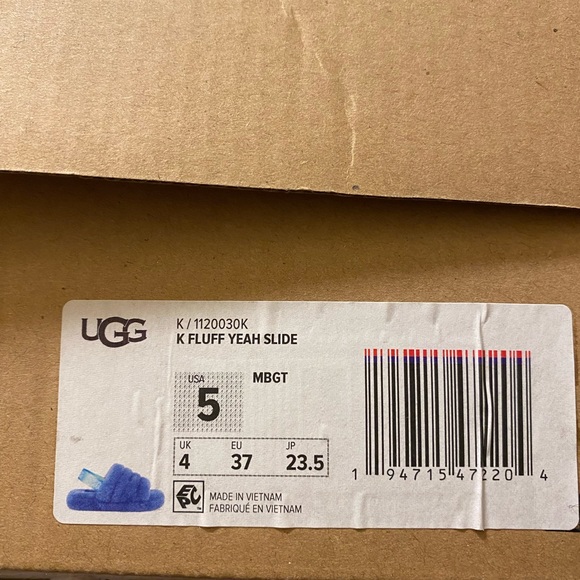 UGG
K / 1120030K
K FLUFF YEAH SLIDE
USA
5
MBGT
UK EU JP
4 37 23.5
EPC
MADE IN VIETNAM
FABRIQUÉ EN VIETNAM
1 94715 47220 4